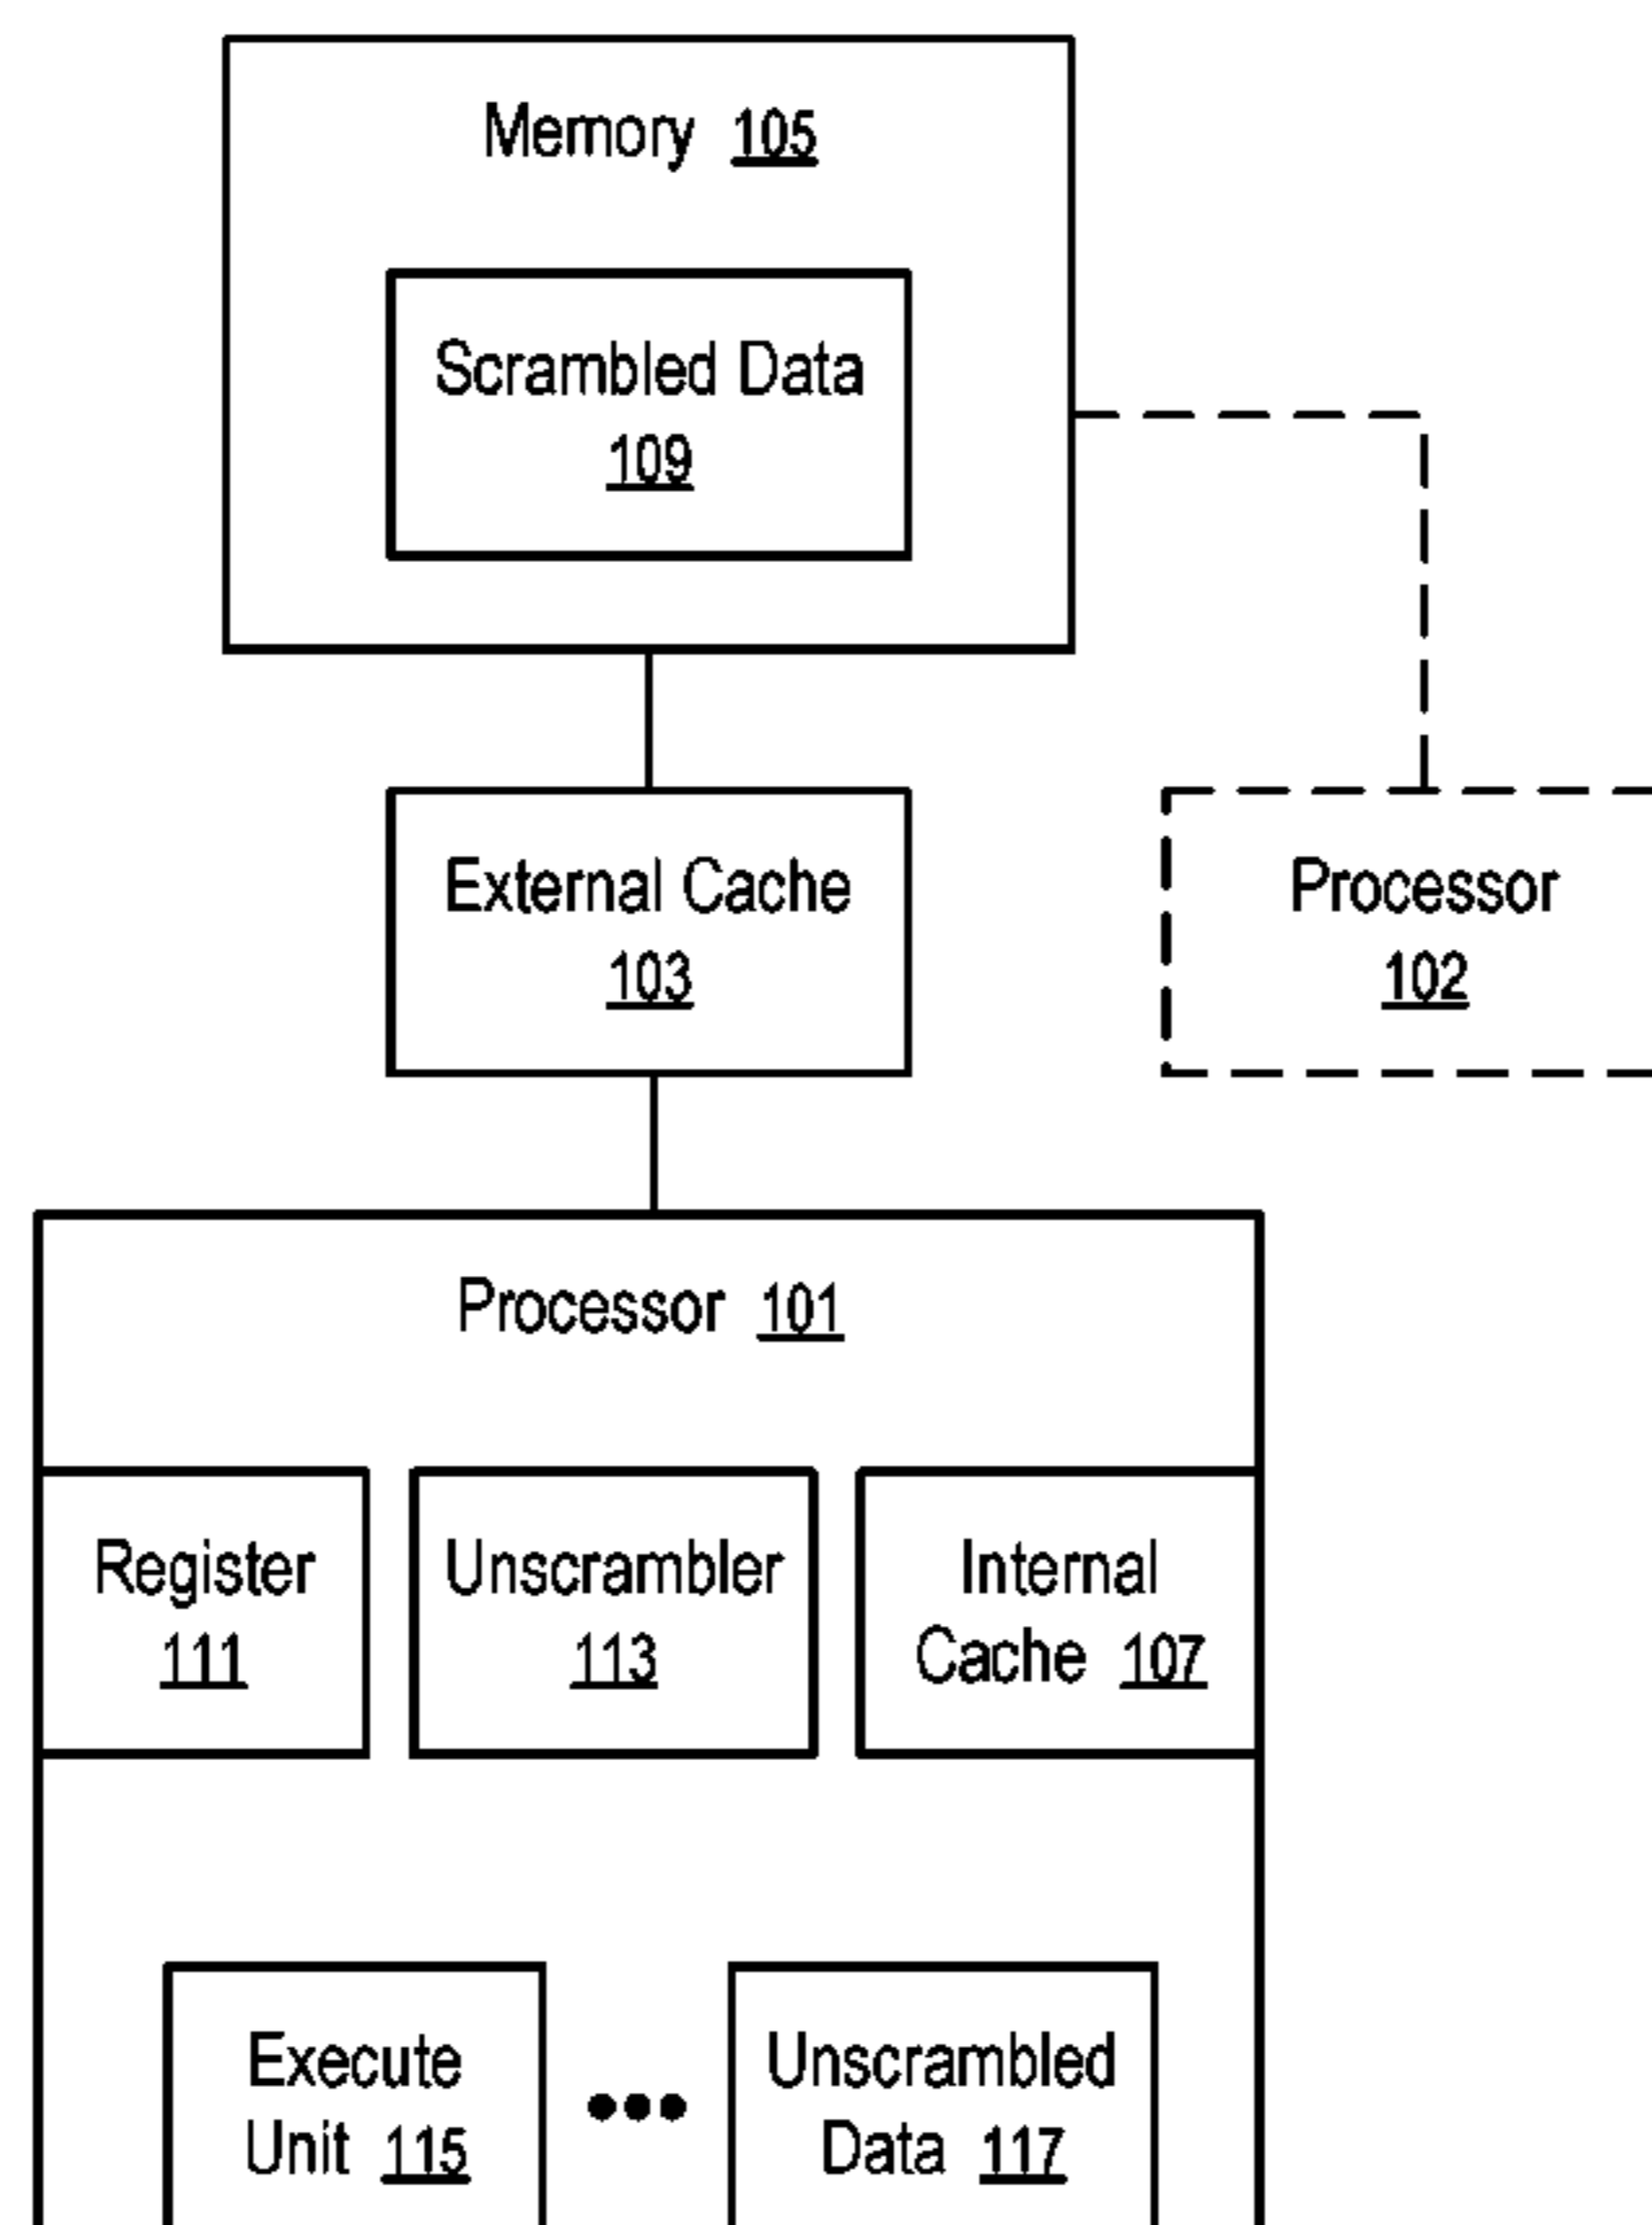 Memory 105
Scrambled Data
109
External Cache
103
Processor
102
Processor 101
Register
111
Unscrambler
113
Internal
Cache 107
Execute
Unit 115
Unscrambled
Data 117